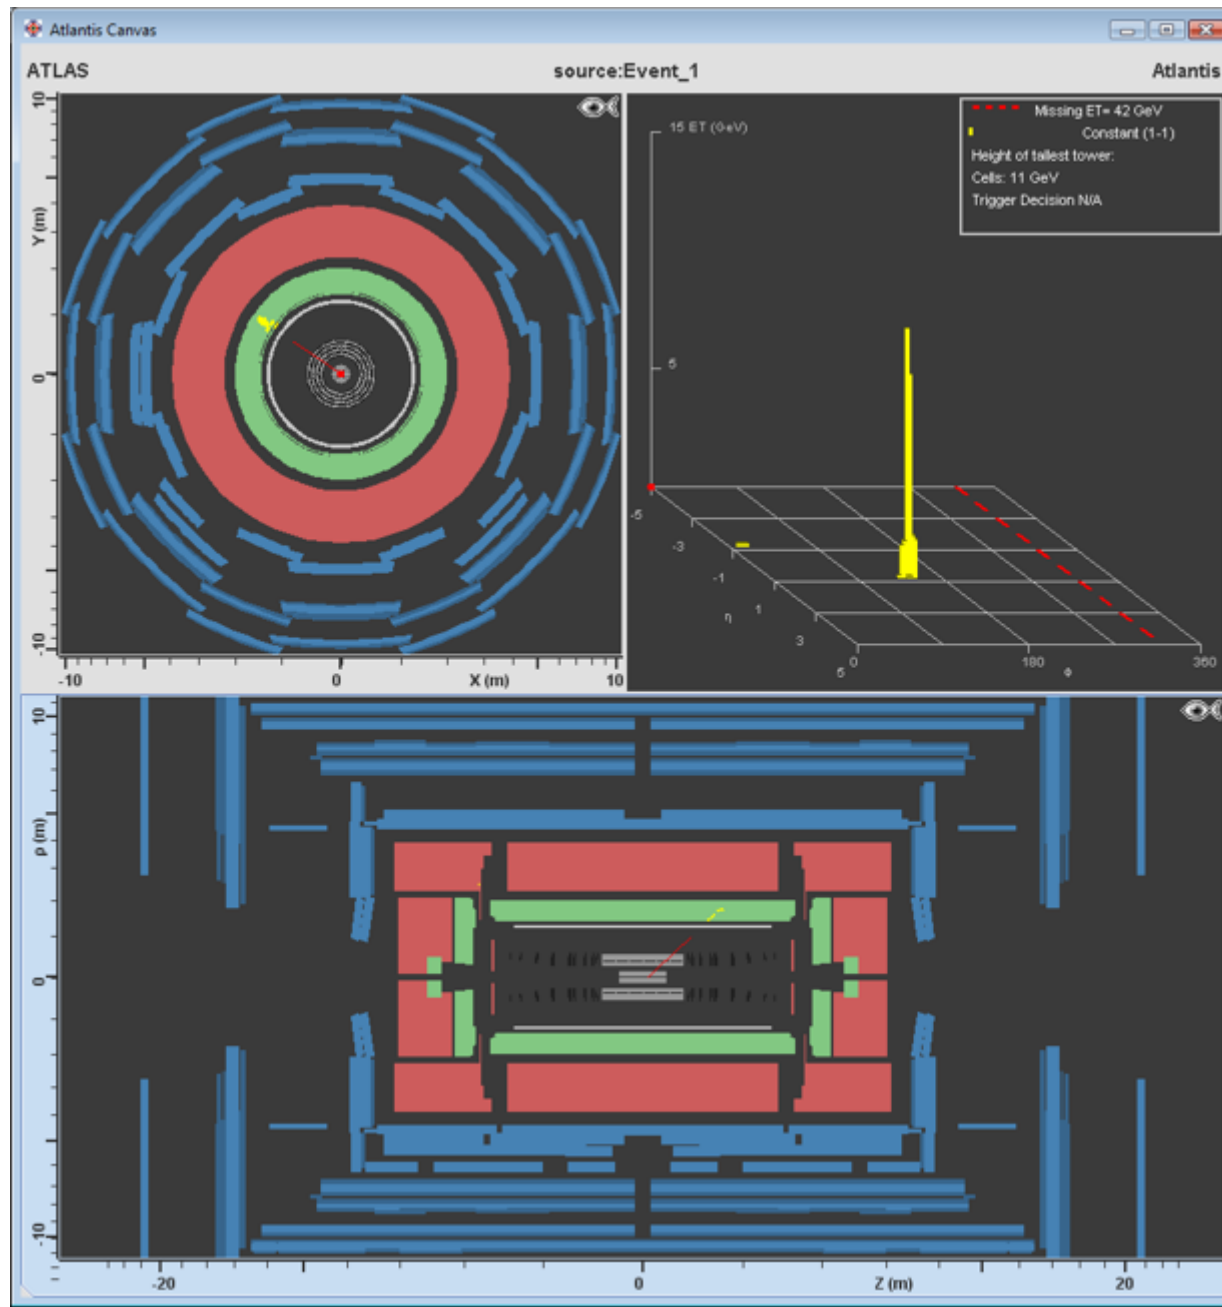 Atlantis Canvas
ATLAS source:Event_1 Atlantis
10
Y (m)
0
-10
-10 0 X (m) 10
15 ET (GeV)
5
-5
-3
-1
η 1
3
5 0 180 360
Φ
Missing ET= 42 GeV
Constant (1-1)
Height of tallest tower:
Cells: 11 GeV
Trigger Decision N/A
10
ρ (m)
0
-10
-20 0 Z (m) 20